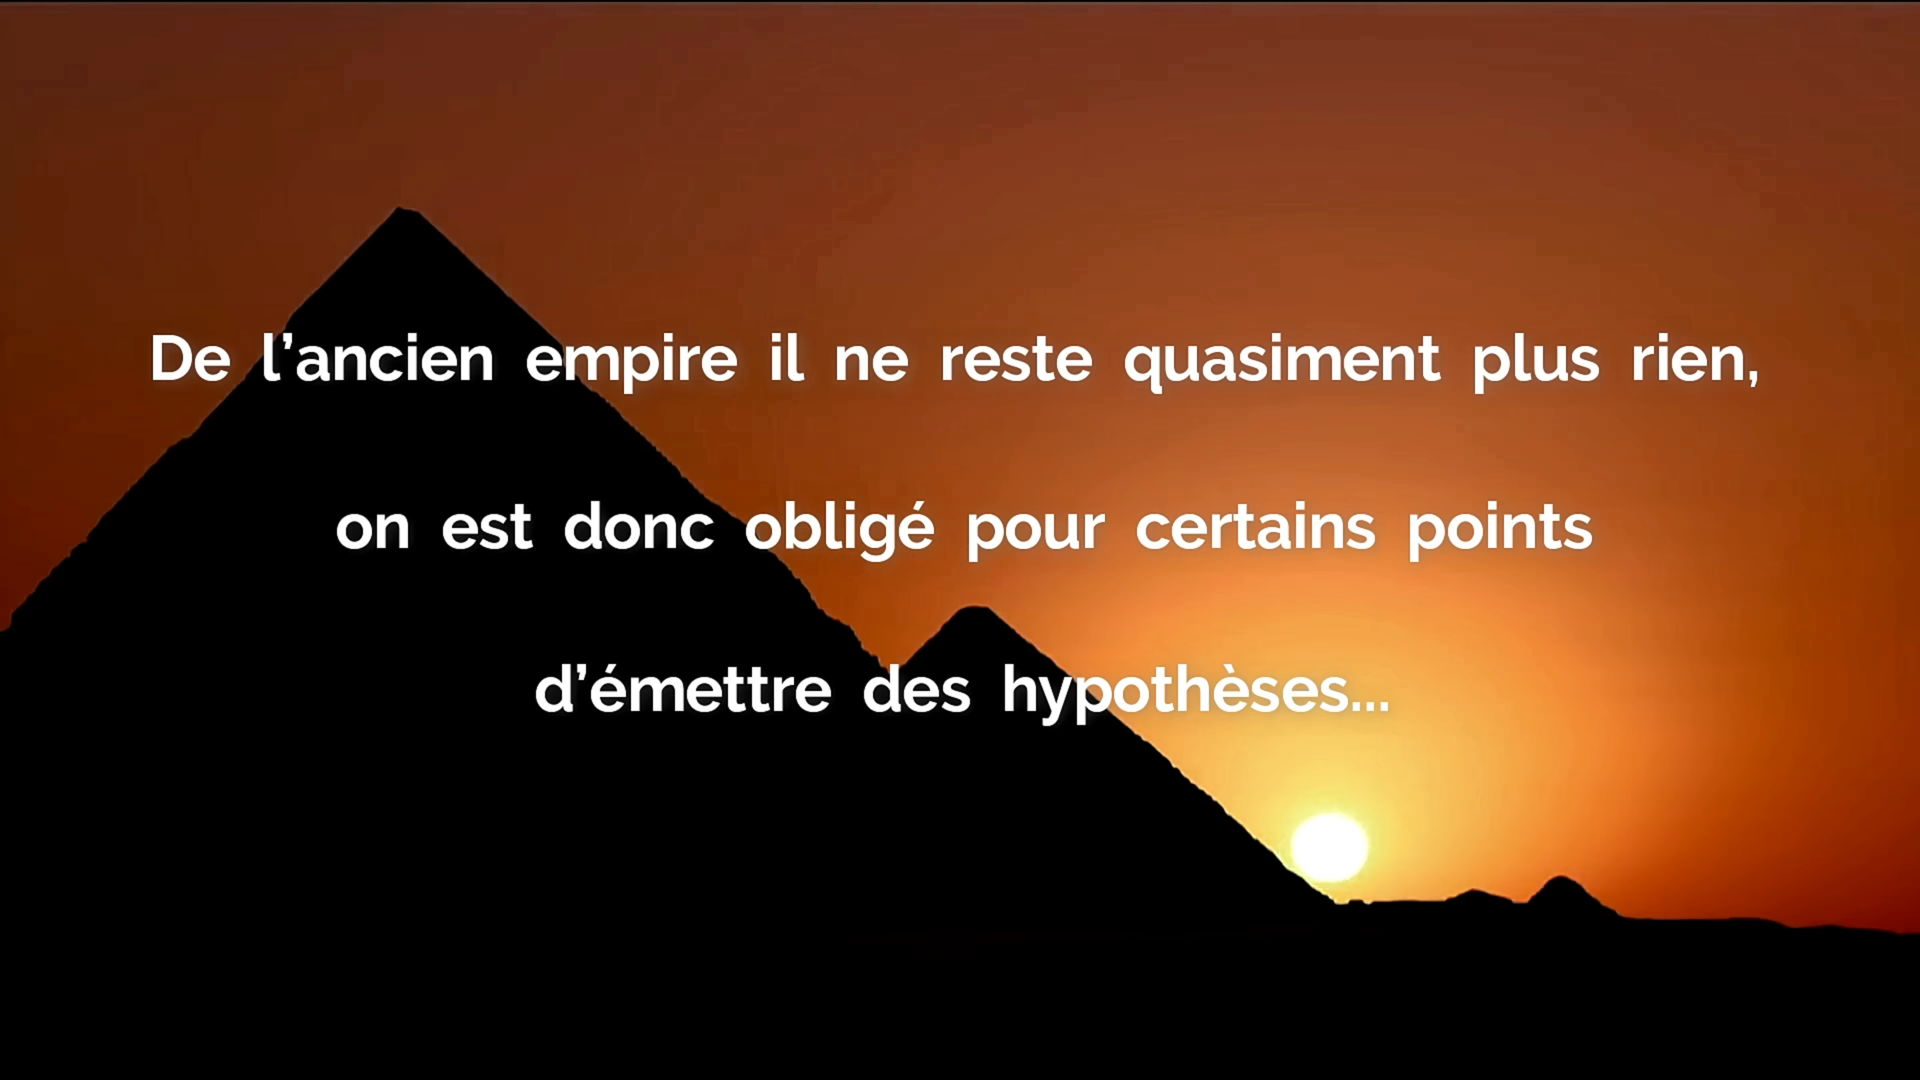 De l’ancien empire il ne reste quasiment plus rien,
on est donc obligé pour certains points
d’émettre des hypothèses...